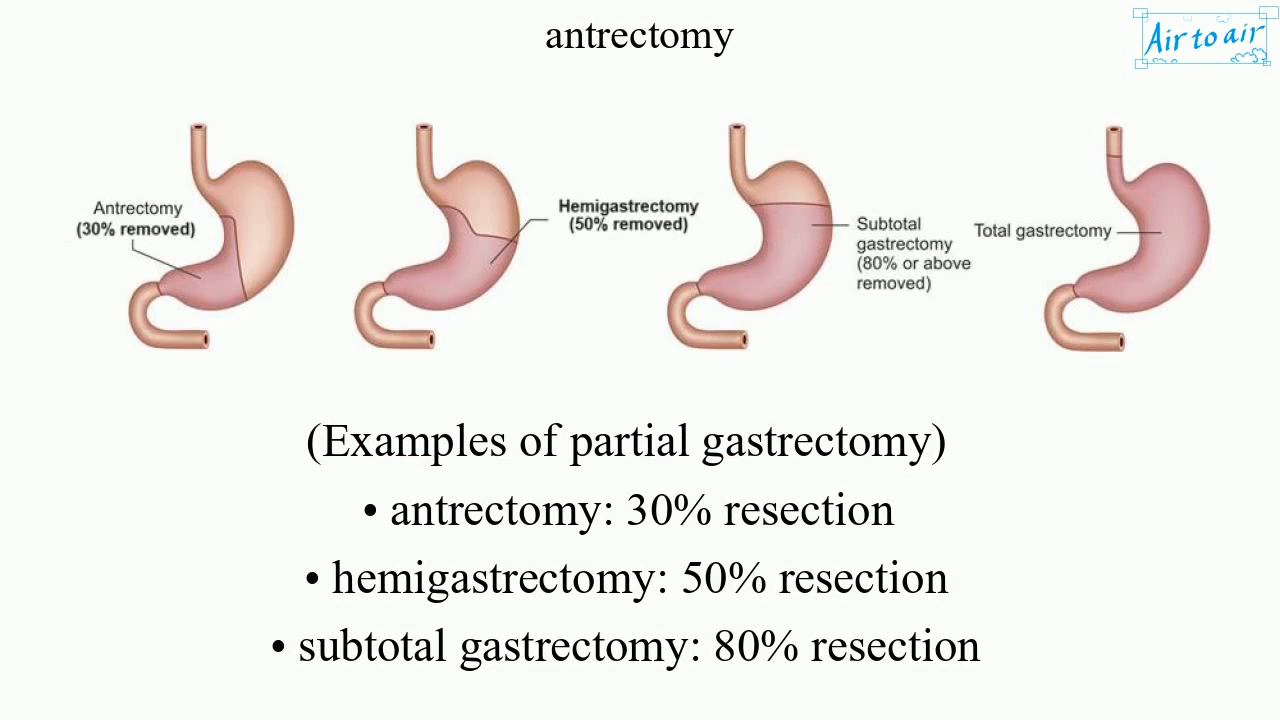 antrectomy
Air to air
Antrectomy
(30% removed)
Hemigastrectomy
(50% removed)
Subtotal
gastrectomy
(80% or above
removed)
Total gastrectomy
(Examples of partial gastrectomy)
• antrectomy: 30% resection
• hemigastrectomy: 50% resection
• subtotal gastrectomy: 80% resection